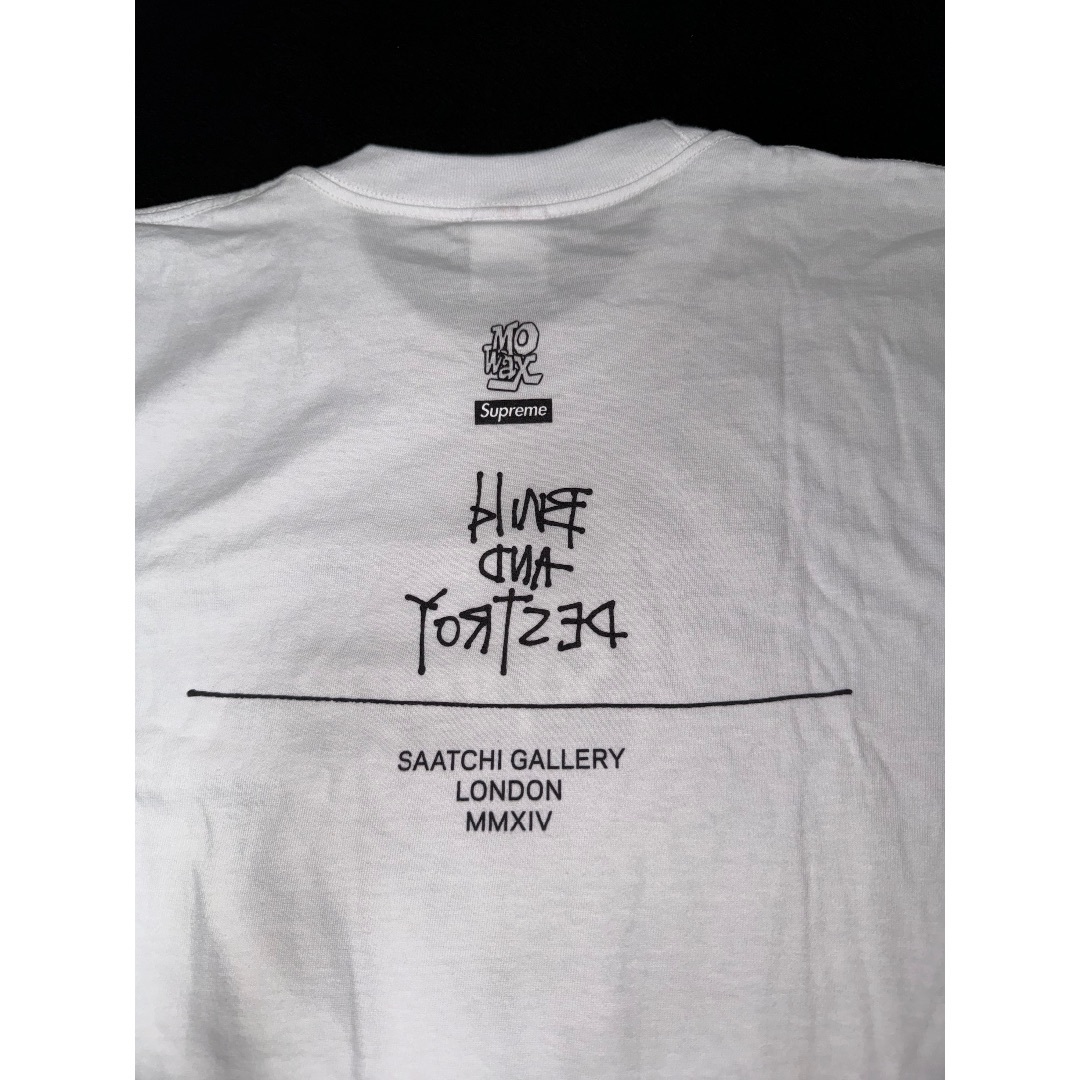 MO
Wax
Supreme
BUILD
AND
DESTROY
SAATCHI GALLERY
LONDON
MMXIV